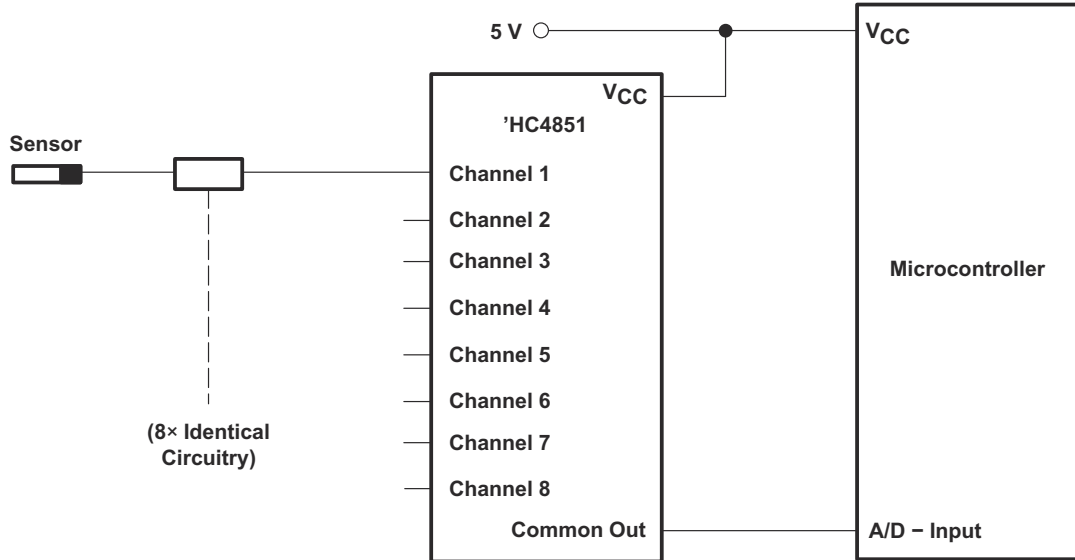 5 V
VCC
VCC
'HC4851
Sensor
Channel 1
Channel 2
Channel 3
Channel 4
Channel 5
Channel 6
Channel 7
Channel 8
Common Out
(8× Identical
Circuitry)
Microcontroller
A/D − Input